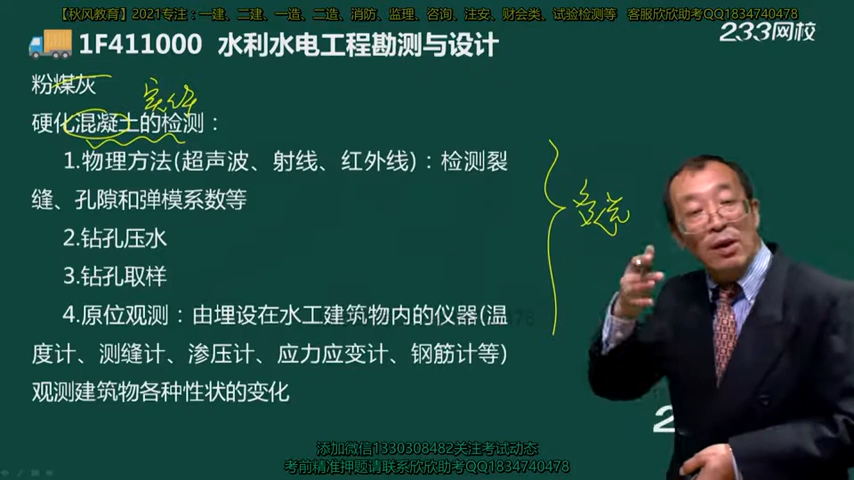 【秋风教育】2021专注：一建、二建、一造、二造、消防、监理、咨询、注安、财会类、试验检测等 客服欣欣助考QQ1834740478
233网校
1F411000 水利水电工程勘测与设计
粉煤灰
硬化混凝土的检测：
1.物理方法(超声波、射线、红外线)：检测裂
缝、孔隙和弹模系数等
2.钻孔压水
3.钻孔取样
4.原位观测：由埋设在水工建筑物内的仪器(温
度计、测缝计、渗压计、应力应变计、钢筋计等)
观测建筑物各种性状的变化
添加微信1330308482关注考试动态
考前精准押题请联系欣欣助考QQ1834740478